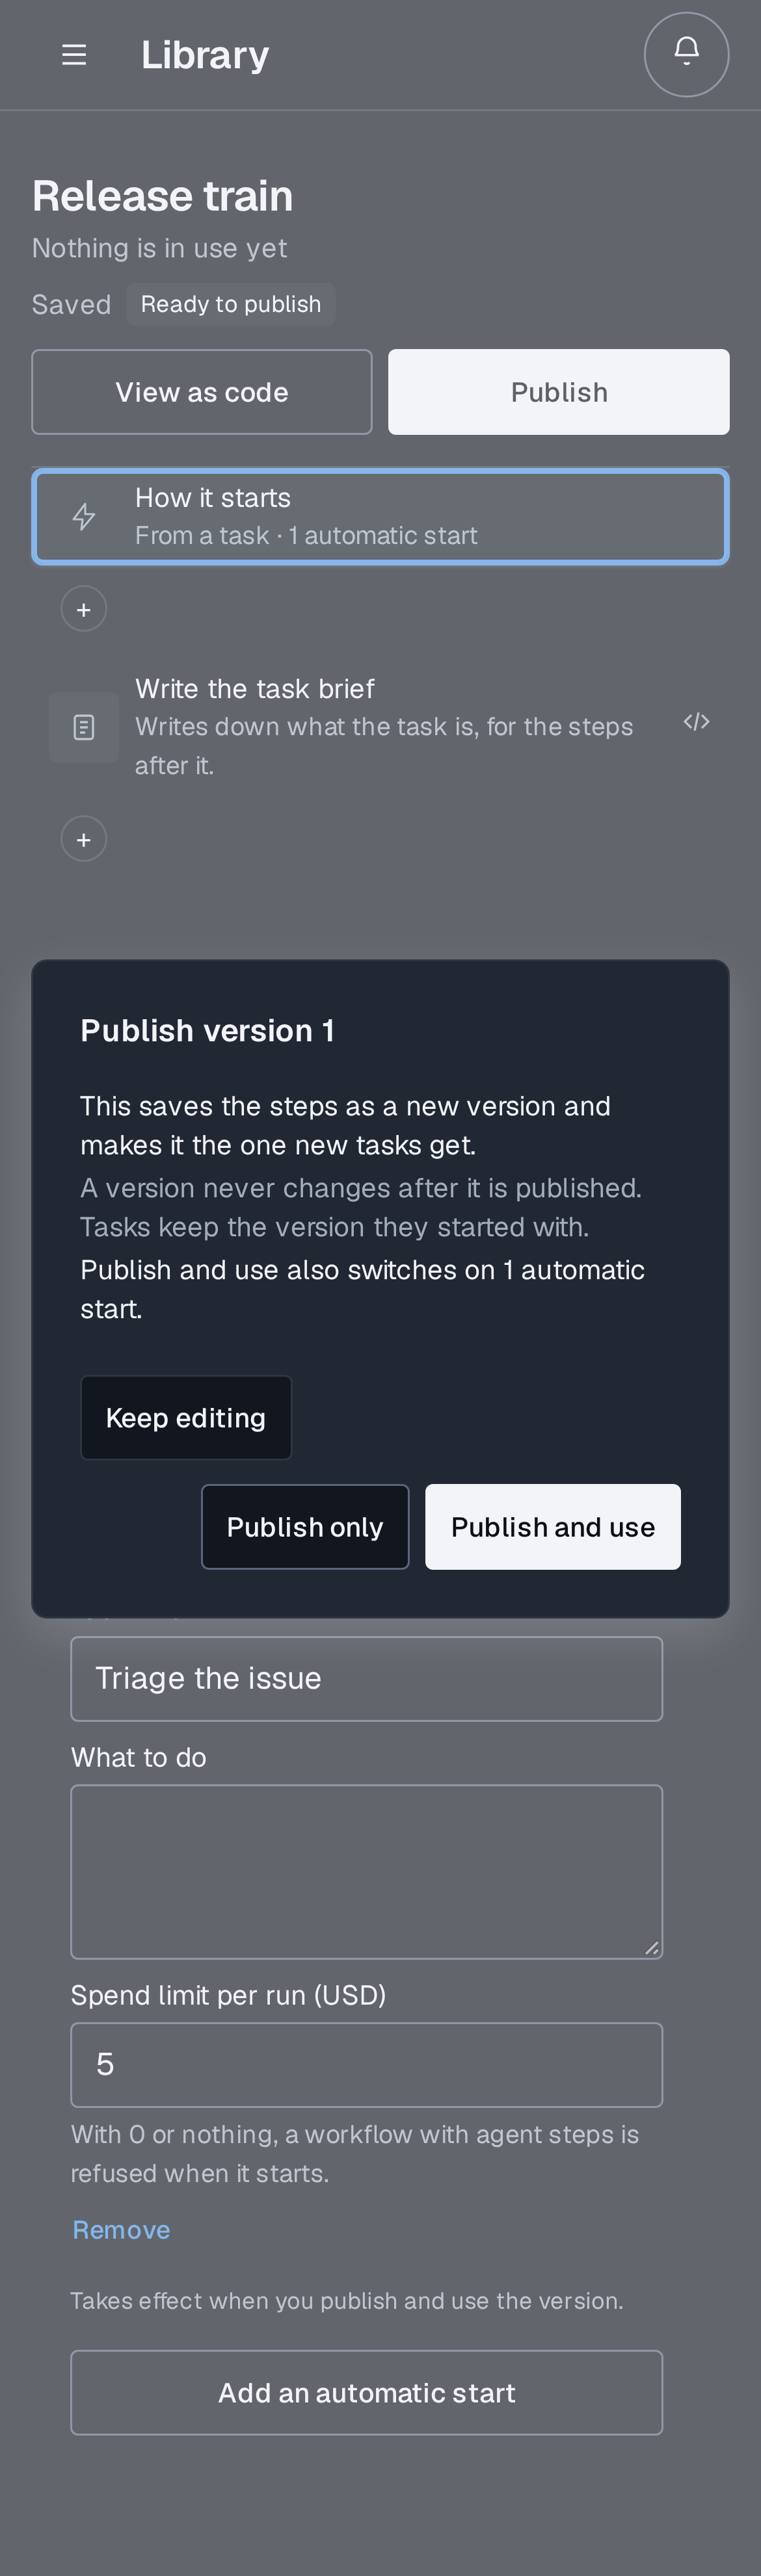 Library
Release train
Nothing is in use yet
Saved
Ready to publish
View as code
Publish
How it starts
From a task · 1 automatic start
+
Write the task brief
Writes down what the task is, for the steps
after it.
+
Publish version 1
This saves the steps as a new version and
makes it the one new tasks get.
A version never changes after it is published.
Tasks keep the version they started with.
Publish and use also switches on 1 automatic
start.
Keep editing
Publish only
Publish and use
Triage the issue
What to do
Spend limit per run (USD)
5
With 0 or nothing, a workflow with agent steps is
refused when it starts.
Remove
Takes effect when you publish and use the version.
Add an automatic start